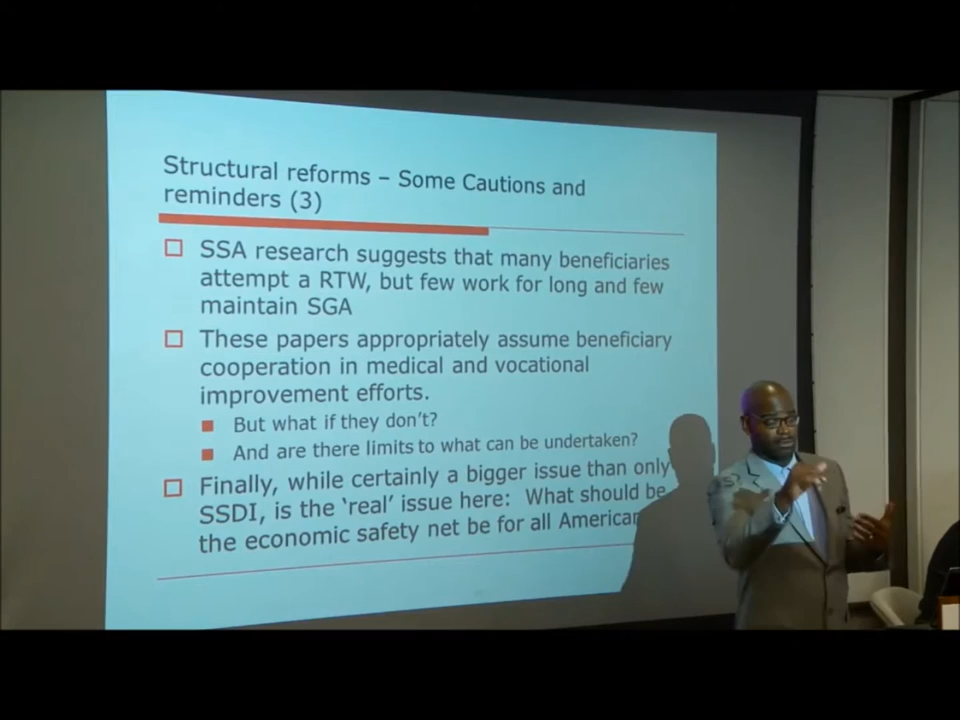 Structural reforms – Some Cautions and
reminders (3)
SSA research suggests that many beneficiaries
attempt a RTW, but few work for long and few
maintain SGA
These papers appropriately assume beneficiary
cooperation in medical and vocational
improvement efforts.
But what if they don't?
And are there limits to what can be undertaken?
Finally, while certainly a bigger issue than only
SSDI, is the 'real' issue here: What should be
the economic safety net be for all American